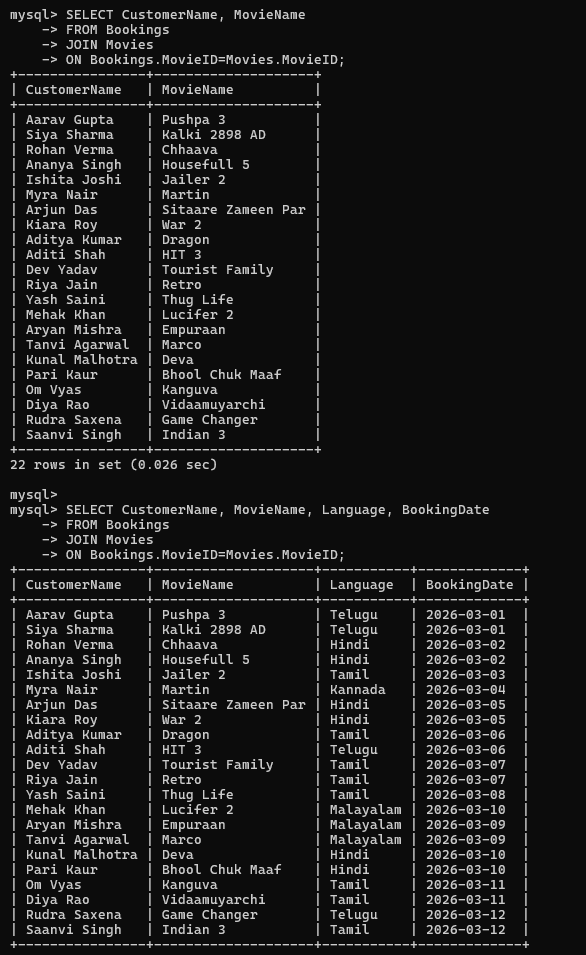 mysql> SELECT CustomerName, MovieName
    -> FROM Bookings
    -> JOIN Movies
    -> ON Bookings.MovieID=Movies.MovieID;
+----------------+--------------------+
| CustomerName   | MovieName          |
+----------------+--------------------+
| Aarav Gupta    | Pushpa 3           |
| Siya Sharma    | Kalki 2898 AD      |
| Rohan Verma    | Chhaava            |
| Ananya Singh   | Housefull 5        |
| Ishita Joshi   | Jailer 2           |
| Myra Nair      | Martin             |
| Arjun Das      | Sitaare Zameen Par |
| Kiara Roy      | War 2              |
| Aditya Kumar   | Dragon             |
| Aditi Shah     | HIT 3              |
| Dev Yadav      | Tourist Family     |
| Riya Jain      | Retro              |
| Yash Saini     | Thug Life          |
| Mehak Khan     | Lucifer 2          |
| Aryan Mishra   | Empuraan           |
| Tanvi Agarwal  | Marco              |
| Kunal Malhotra | Deva               |
| Pari Kaur      | Bhool Chuk Maaf    |
| Om Vyas        | Kanguva            |
| Diya Rao       | Vidaamuyarchi      |
| Rudra Saxena   | Game Changer       |
| Saanvi Singh   | Indian 3           |
+----------------+--------------------+
22 rows in set (0.026 sec)

mysql>
mysql> SELECT CustomerName, MovieName, Language, BookingDate
    -> FROM Bookings
    -> JOIN Movies
    -> ON Bookings.MovieID=Movies.MovieID;
+----------------+--------------------+-----------+-------------+
| CustomerName   | MovieName          | Language  | BookingDate |
+----------------+--------------------+-----------+-------------+
| Aarav Gupta    | Pushpa 3           | Telugu    | 2026-03-01  |
| Siya Sharma    | Kalki 2898 AD      | Telugu    | 2026-03-01  |
| Rohan Verma    | Chhaava            | Hindi     | 2026-03-02  |
| Ananya Singh   | Housefull 5        | Hindi     | 2026-03-02  |
| Ishita Joshi   | Jailer 2           | Tamil     | 2026-03-03  |
| Myra Nair      | Martin             | Kannada   | 2026-03-04  |
| Arjun Das      | Sitaare Zameen Par | Hindi     | 2026-03-05  |
| Kiara Roy      | War 2              | Hindi     | 2026-03-05  |
| Aditya Kumar   | Dragon             | Tamil     | 2026-03-06  |
| Aditi Shah     | HIT 3              | Telugu    | 2026-03-06  |
| Dev Yadav      | Tourist Family     | Tamil     | 2026-03-07  |
| Riya Jain      | Retro              | Tamil     | 2026-03-07  |
| Yash Saini     | Thug Life          | Tamil     | 2026-03-08  |
| Mehak Khan     | Lucifer 2          | Malayalam | 2026-03-10  |
| Aryan Mishra   | Empuraan           | Malayalam | 2026-03-09  |
| Tanvi Agarwal  | Marco              | Malayalam | 2026-03-09  |
| Kunal Malhotra | Deva               | Hindi     | 2026-03-10  |
| Pari Kaur      | Bhool Chuk Maaf    | Hindi     | 2026-03-10  |
| Om Vyas        | Kanguva            | Tamil     | 2026-03-11  |
| Diya Rao       | Vidaamuyarchi      | Tamil     | 2026-03-11  |
| Rudra Saxena   | Game Changer       | Telugu    | 2026-03-12  |
| Saanvi Singh   | Indian 3           | Tamil     | 2026-03-12  |
+----------------+--------------------+-----------+-------------+